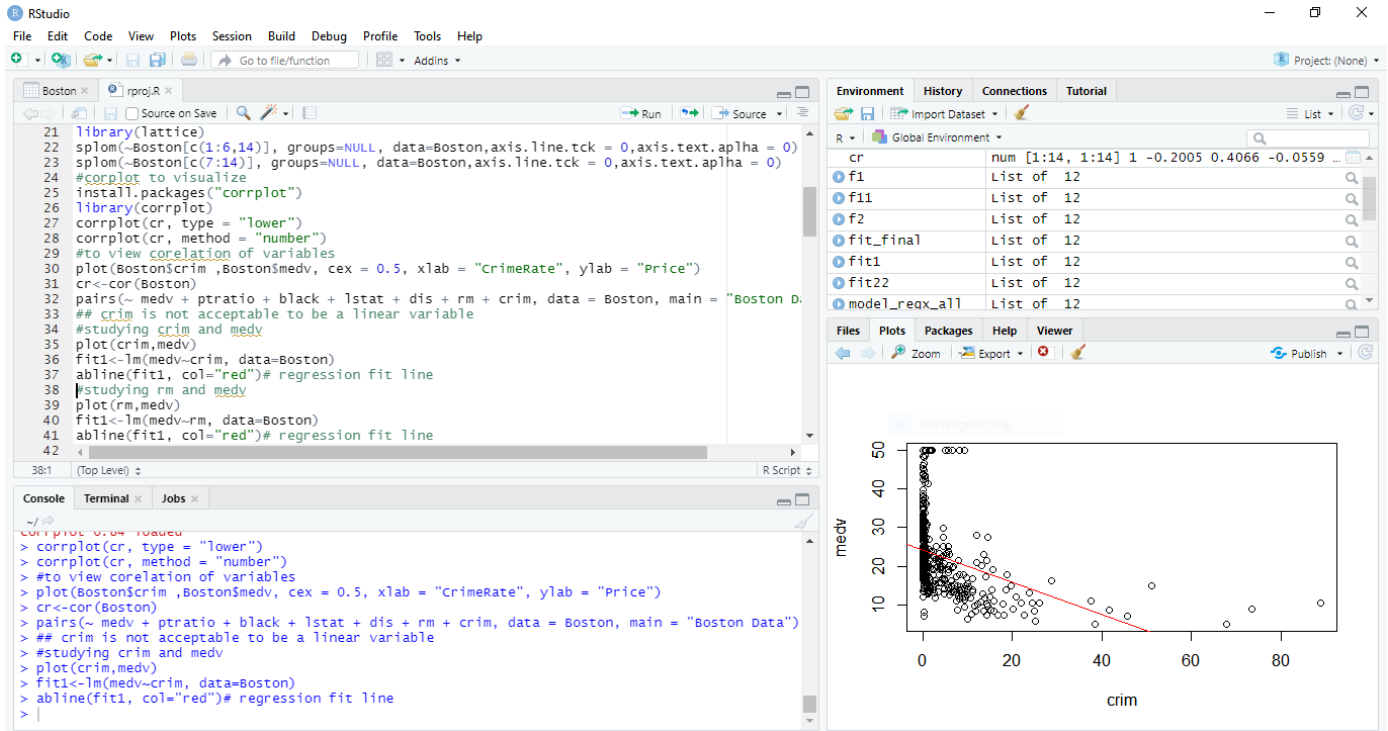 RStudio
File Edit Code View Plots Session Build Debug Profile Tools Help
Go to file/function Addins Project: (None)
Boston rproj.R
Source on Save Run Source
21 library(lattice)
22 splom(~Boston[c(1:6,14)], groups=NULL, data=Boston,axis.line.tck = 0,axis.text.aplha = 0)
23 splom(~Boston[c(7:14)], groups=NULL, data=Boston,axis.line.tck = 0,axis.text.aplha = 0)
24 #corplot to visualize
25 install.packages("corrplot")
26 library(corrplot)
27 corrplot(cr, type = "lower")
28 corrplot(cr, method = "number")
29 #to view corelation of variables
30 plot(Boston$crim ,Boston$medv, cex = 0.5, xlab = "CrimeRate", ylab = "Price")
31 cr<-cor(Boston)
32 pairs(~ medv + ptratio + black + lstat + dis + rm + crim, data = Boston, main = "Boston Da
33 ## crim is not acceptable to be a linear variable
34 #studying crim and medv
35 plot(crim,medv)
36 fit1<-lm(medv~crim, data=Boston)
37 abline(fit1, col="red")# regression fit line
38 #studying rm and medv
39 plot(rm,medv)
40 fit1<-lm(medv~rm, data=Boston)
41 abline(fit1, col="red")# regression fit line
42
38:1 (Top Level) R Script
Console Terminal Jobs
~/
corrplot 0.84 loaded
> corrplot(cr, type = "lower")
> corrplot(cr, method = "number")
> #to view corelation of variables
> plot(Boston$crim ,Boston$medv, cex = 0.5, xlab = "CrimeRate", ylab = "Price")
> cr<-cor(Boston)
> pairs(~ medv + ptratio + black + lstat + dis + rm + crim, data = Boston, main = "Boston Data")
> ## crim is not acceptable to be a linear variable
> #studying crim and medv
> plot(crim,medv)
> fit1<-lm(medv~crim, data=Boston)
> abline(fit1, col="red")# regression fit line
>
Environment History Connections Tutorial
Import Dataset List
R Global Environment
cr num [1:14, 1:14] 1 -0.2005 0.4066 -0.0559 ...
f1 List of 12
f11 List of 12
f2 List of 12
fit_final List of 12
fit1 List of 12
fit22 List of 12
model_regx_all List of 12
Files Plots Packages Help Viewer
Zoom Export Publish
Rectangular Snip
medv
50
40
30
20
10
0 20 40 60 80
crim